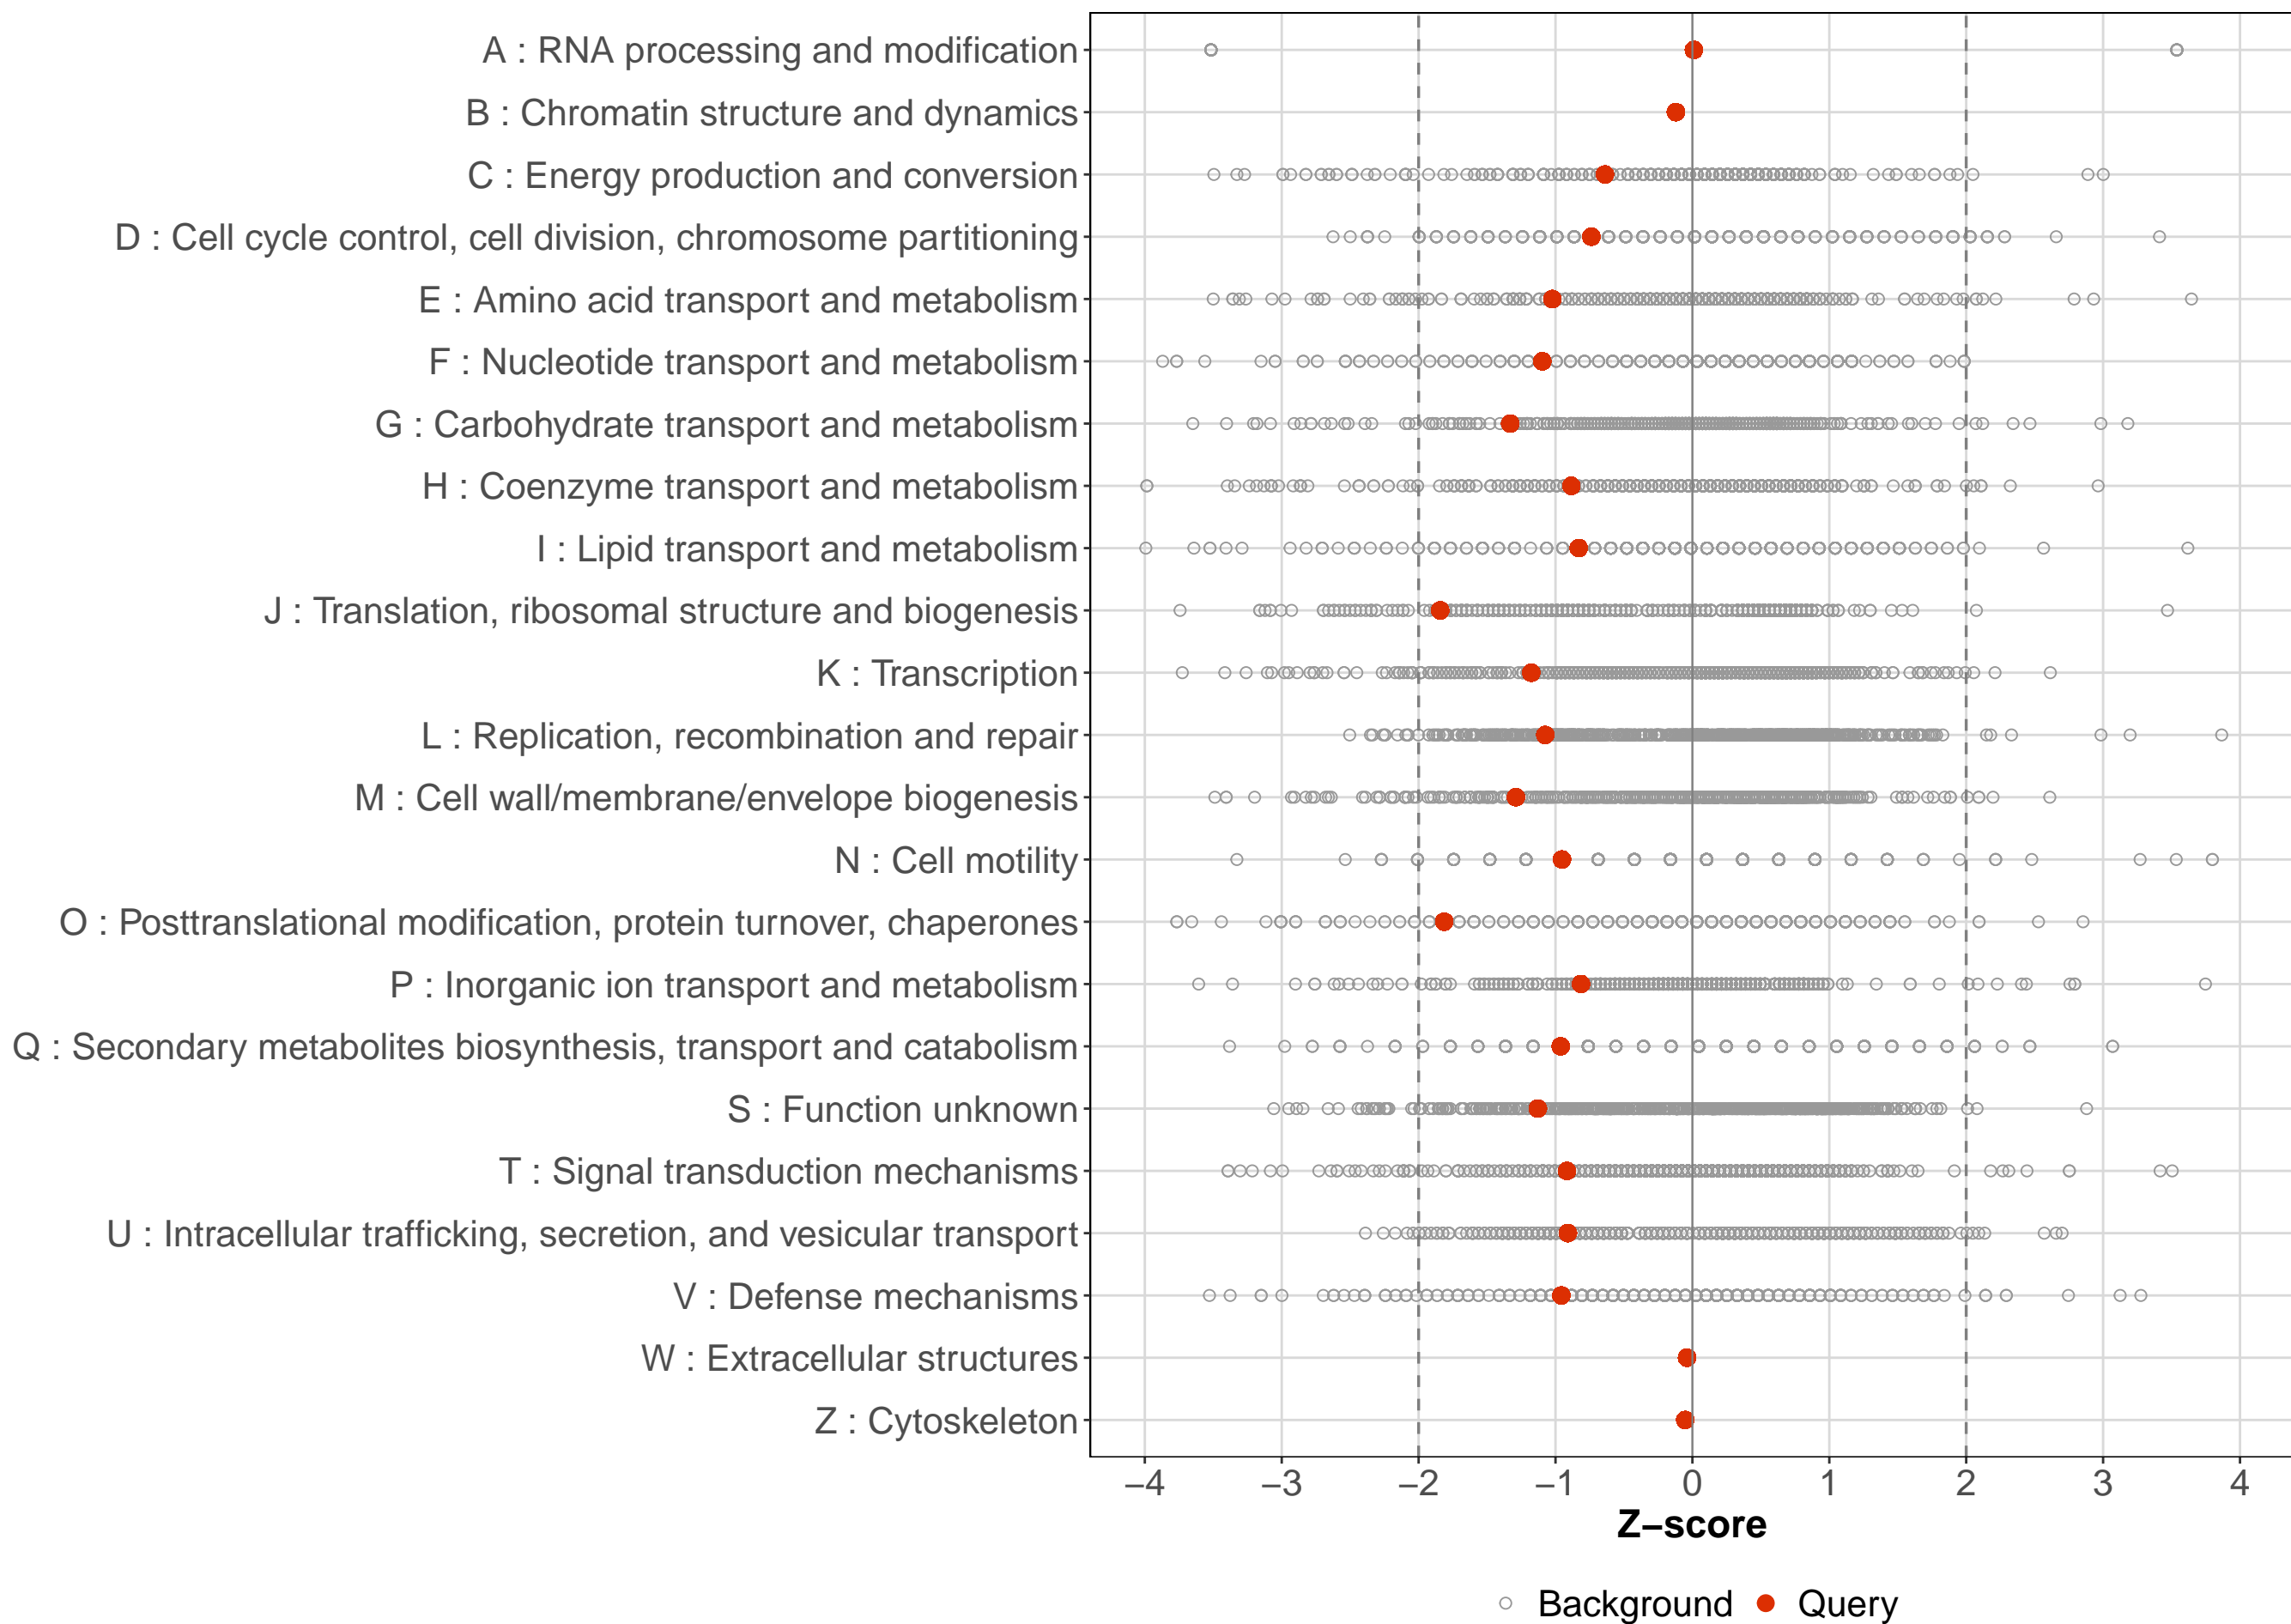 A : RNA processing and modification
B : Chromatin structure and dynamics
C : Energy production and conversion
D : Cell cycle control, cell division, chromosome partitioning
E : Amino acid transport and metabolism
F : Nucleotide transport and metabolism
G : Carbohydrate transport and metabolism
H : Coenzyme transport and metabolism
I : Lipid transport and metabolism
J : Translation, ribosomal structure and biogenesis
K : Transcription
L : Replication, recombination and repair
M : Cell wall/membrane/envelope biogenesis
N : Cell motility
O : Posttranslational modification, protein turnover, chaperones
P : Inorganic ion transport and metabolism
Q : Secondary metabolites biosynthesis, transport and catabolism
S : Function unknown
T : Signal transduction mechanisms
U : Intracellular trafficking, secretion, and vesicular transport
V : Defense mechanisms
W : Extracellular structures
Z : Cytoskeleton
−4 −3 −2 −1 0 1 2 3 4
Z−score
Background Query